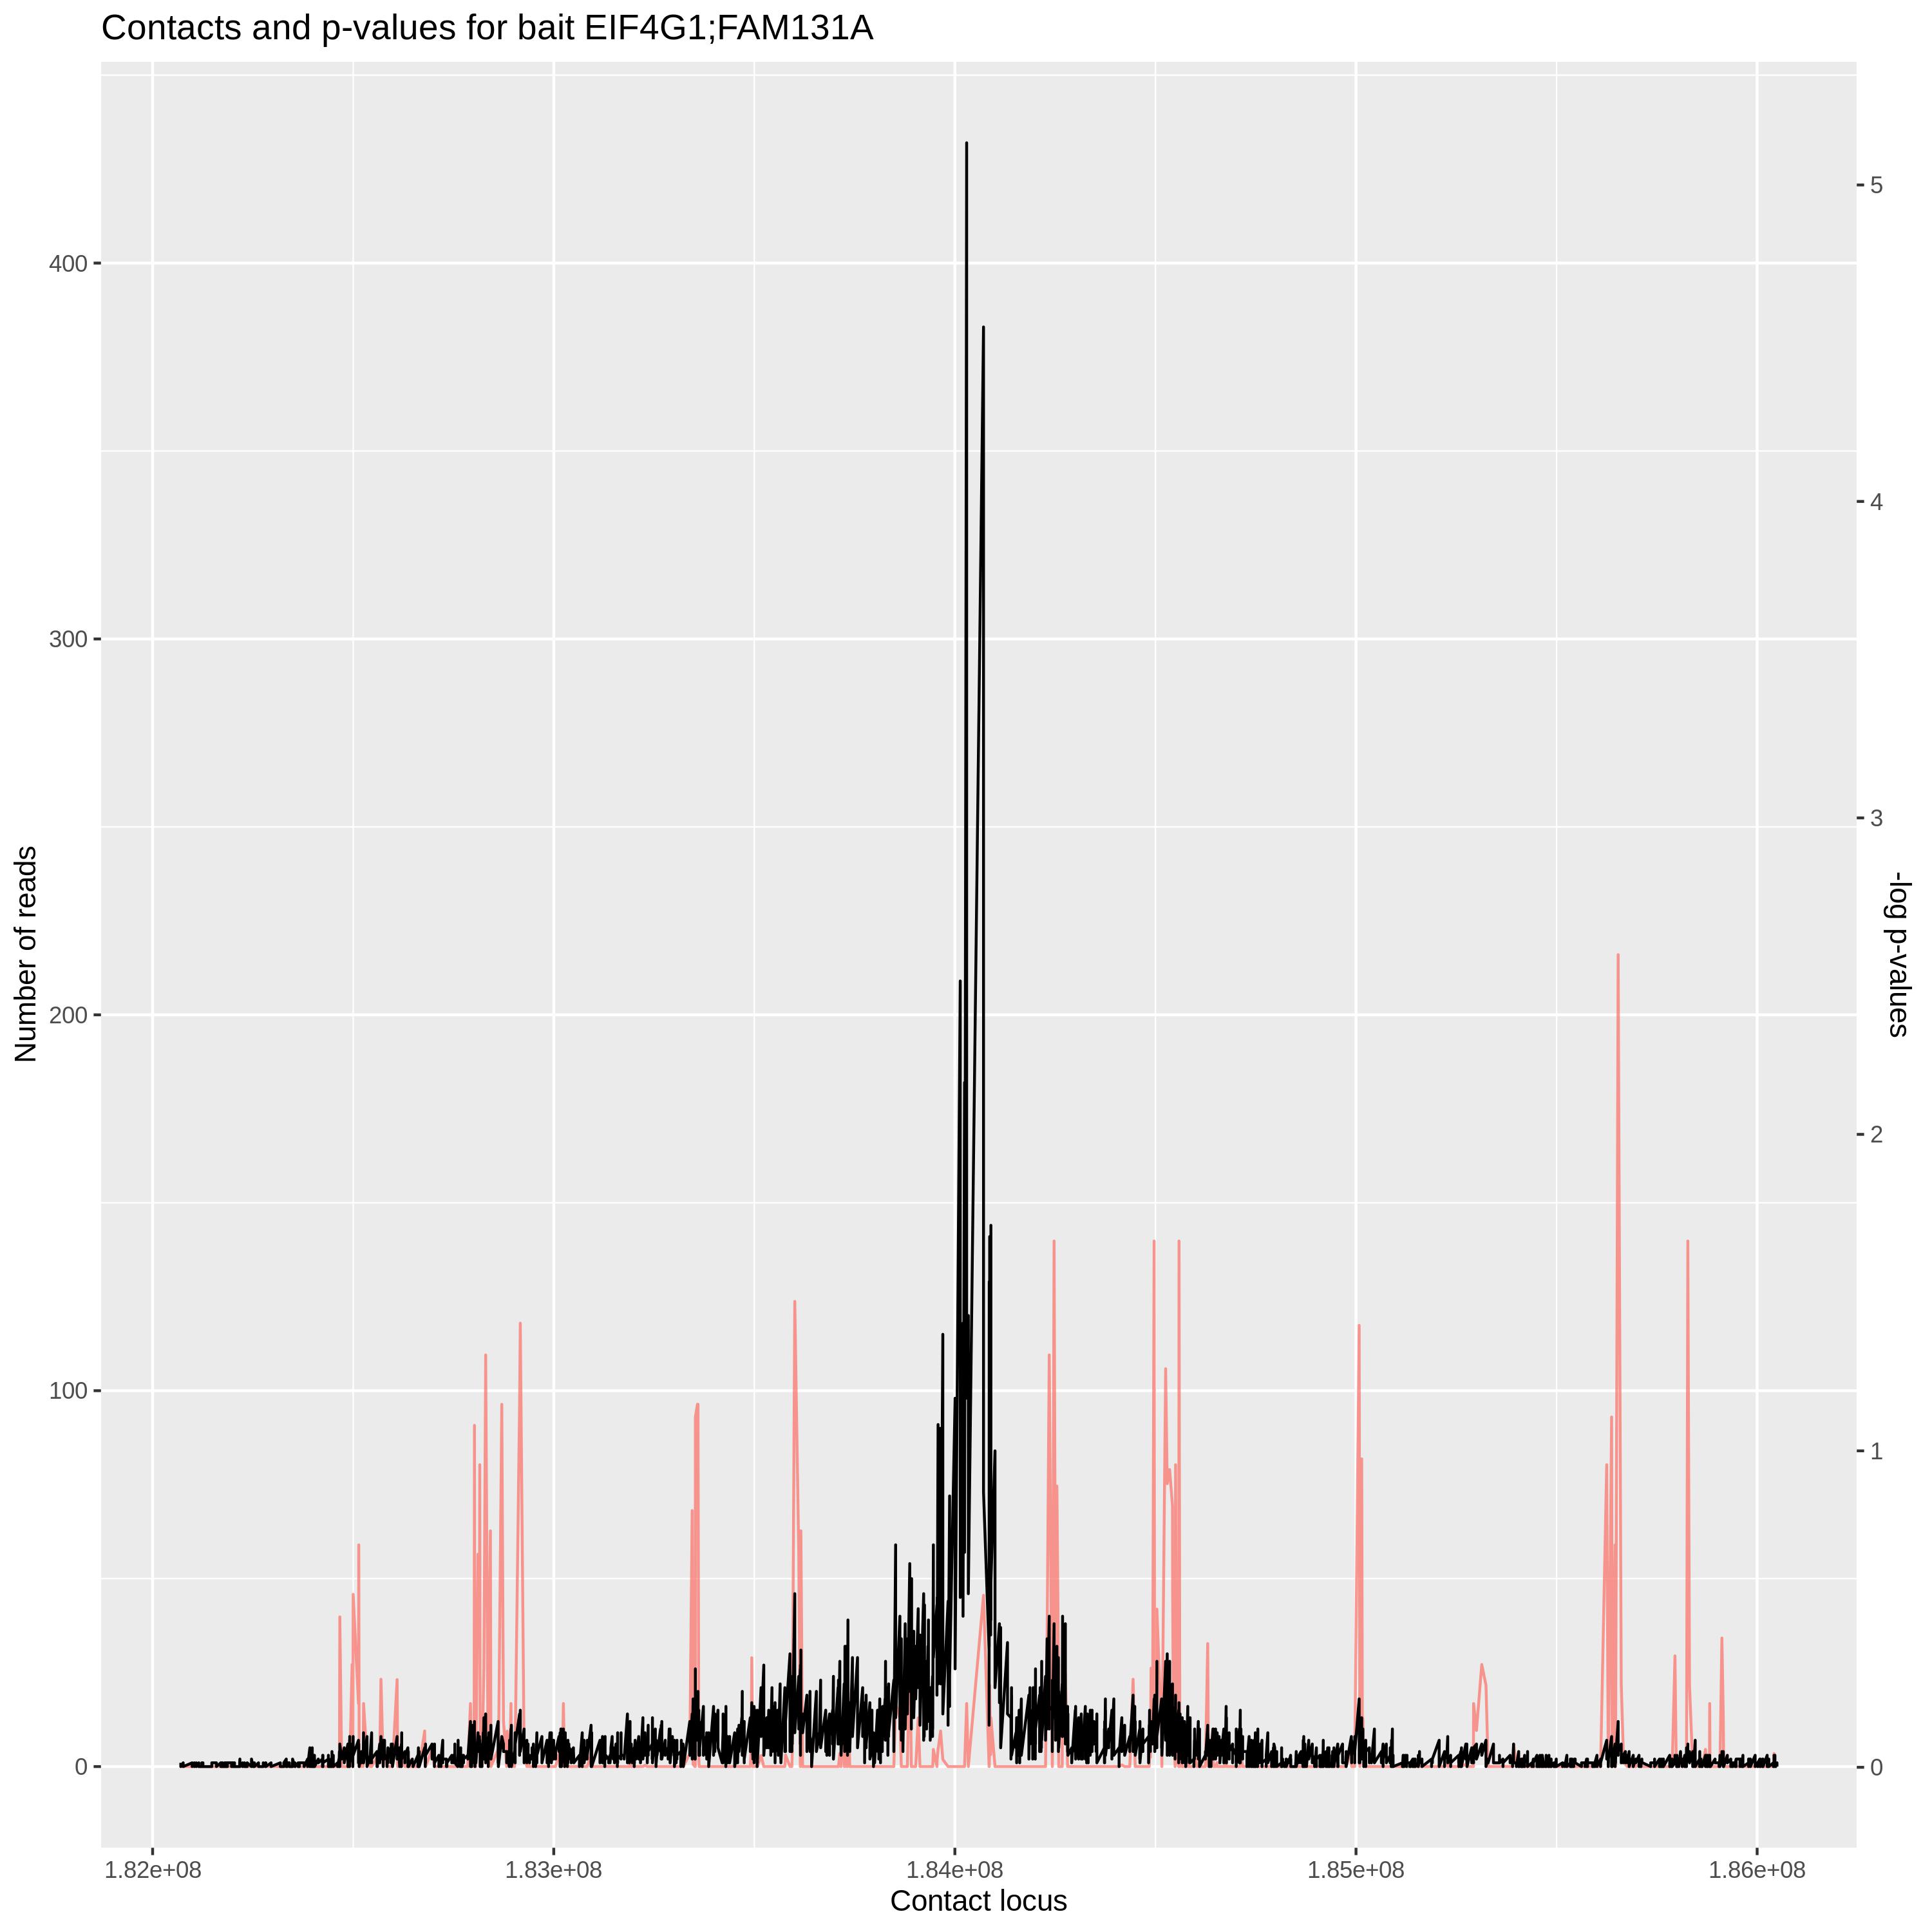 Contacts and p-values for bait EIF4G1;FAM131A
400
300
200
100
0
Number of reads
5
4
3
2
1
0
-log p-values
1.82e+08
1.83e+08
1.84e+08
1.85e+08
1.86e+08
Contact locus